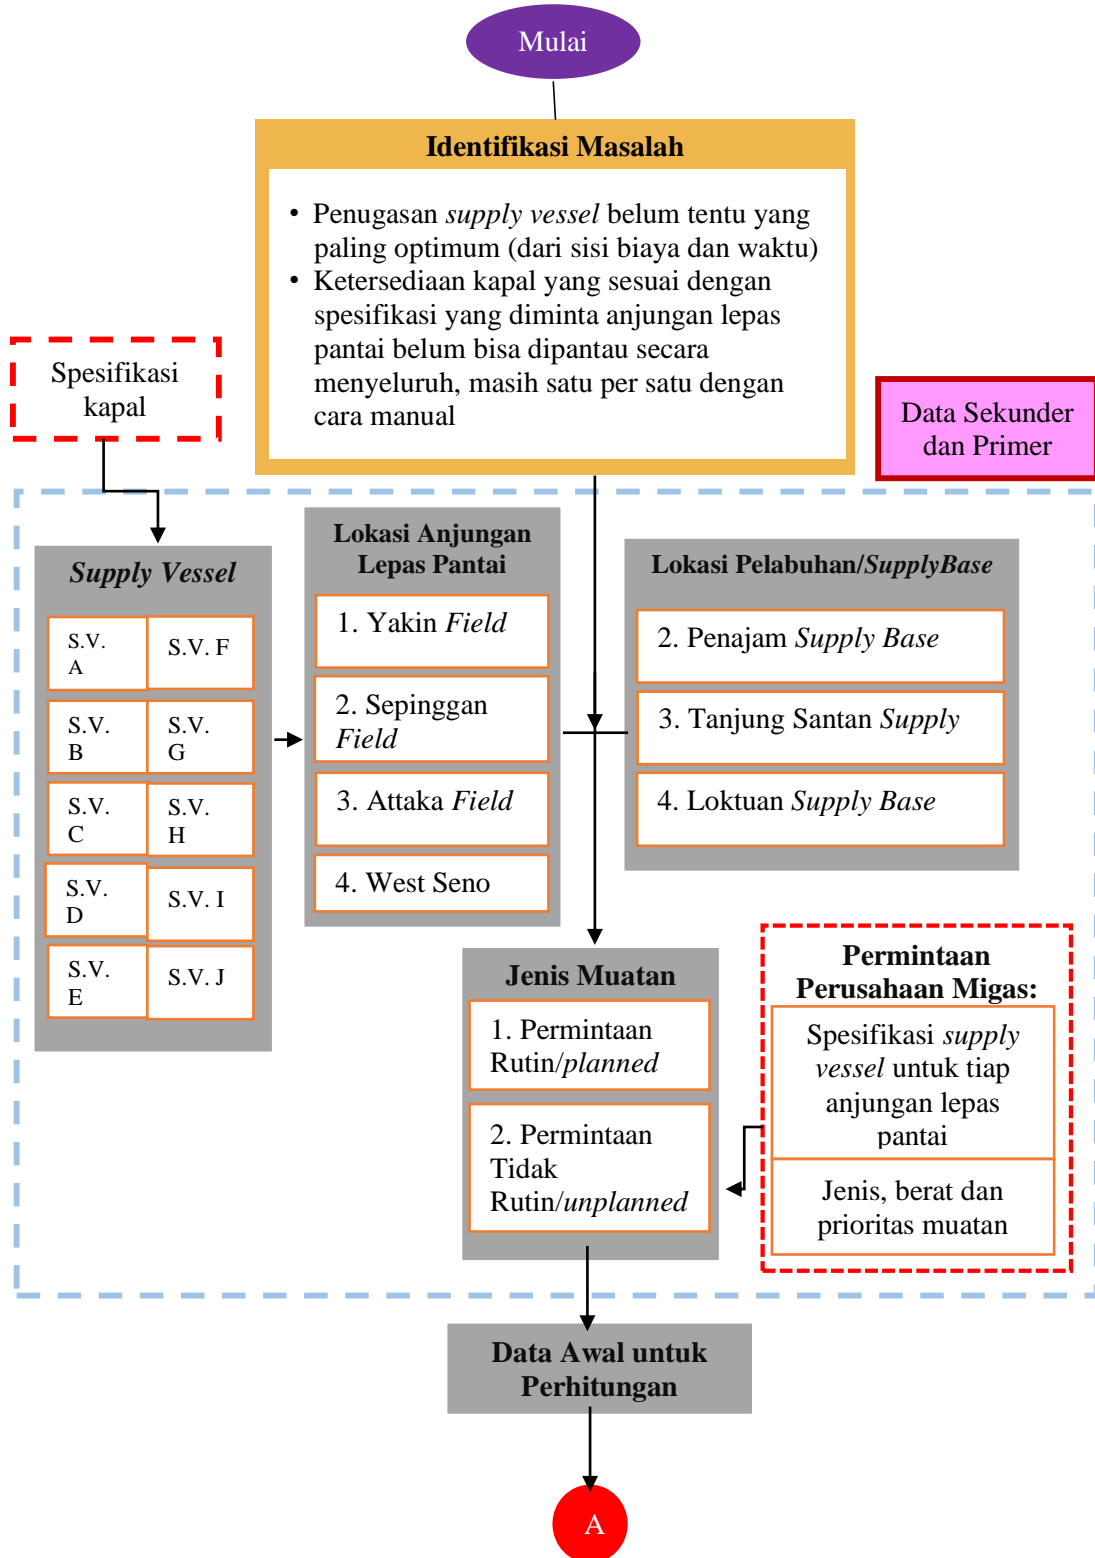 Mulai
Identifikasi Masalah
• Penugasan supply vessel belum tentu yang
paling optimum (dari sisi biaya dan waktu)
• Ketersediaan kapal yang sesuai dengan
spesifikasi yang diminta anjungan lepas
pantai belum bisa dipantau secara
menyeluruh, masih satu per satu dengan
cara manual
Spesifikasi
kapal
Data Sekunder
dan Primer
Supply Vessel
S.V.
A
S.V. F
S.V.
B
S.V.
G
S.V.
C
S.V.
H
S.V.
D
S.V. I
S.V.
E
S.V. J
Lokasi Anjungan
Lepas Pantai
1. Yakin Field
2. Sepinggan
Field
3. Attaka Field
4. West Seno
Lokasi Pelabuhan/SupplyBase
2. Penajam Supply Base
3. Tanjung Santan Supply
4. Loktuan Supply Base
Jenis Muatan
1. Permintaan
Rutin/planned
2. Permintaan
Tidak
Rutin/unplanned
Permintaan
Perusahaan Migas:
Spesifikasi supply
vessel untuk tiap
anjungan lepas
pantai
Jenis, berat dan
prioritas muatan
Data Awal untuk
Perhitungan
A